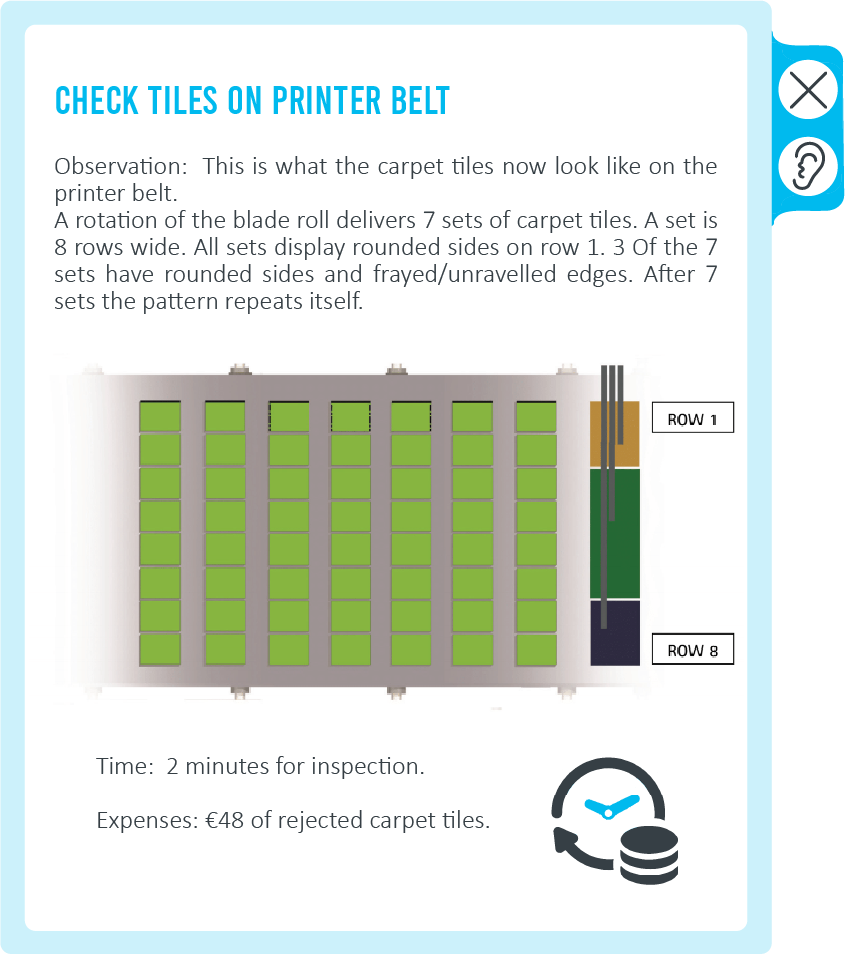 CHECK TILES ON PRINTER BELT
Observation:  This is what the carpet tiles now look like on the
printer belt.
A rotation of the blade roll delivers 7 sets of carpet tiles. A set is
8 rows wide. All sets display rounded sides on row 1. 3 Of the 7
sets have rounded sides and frayed/unravelled edges. After 7
sets the pattern repeats itself.
ROW 1
ROW 8
Time:  2 minutes for inspection.
Expenses: €48 of rejected carpet tiles.